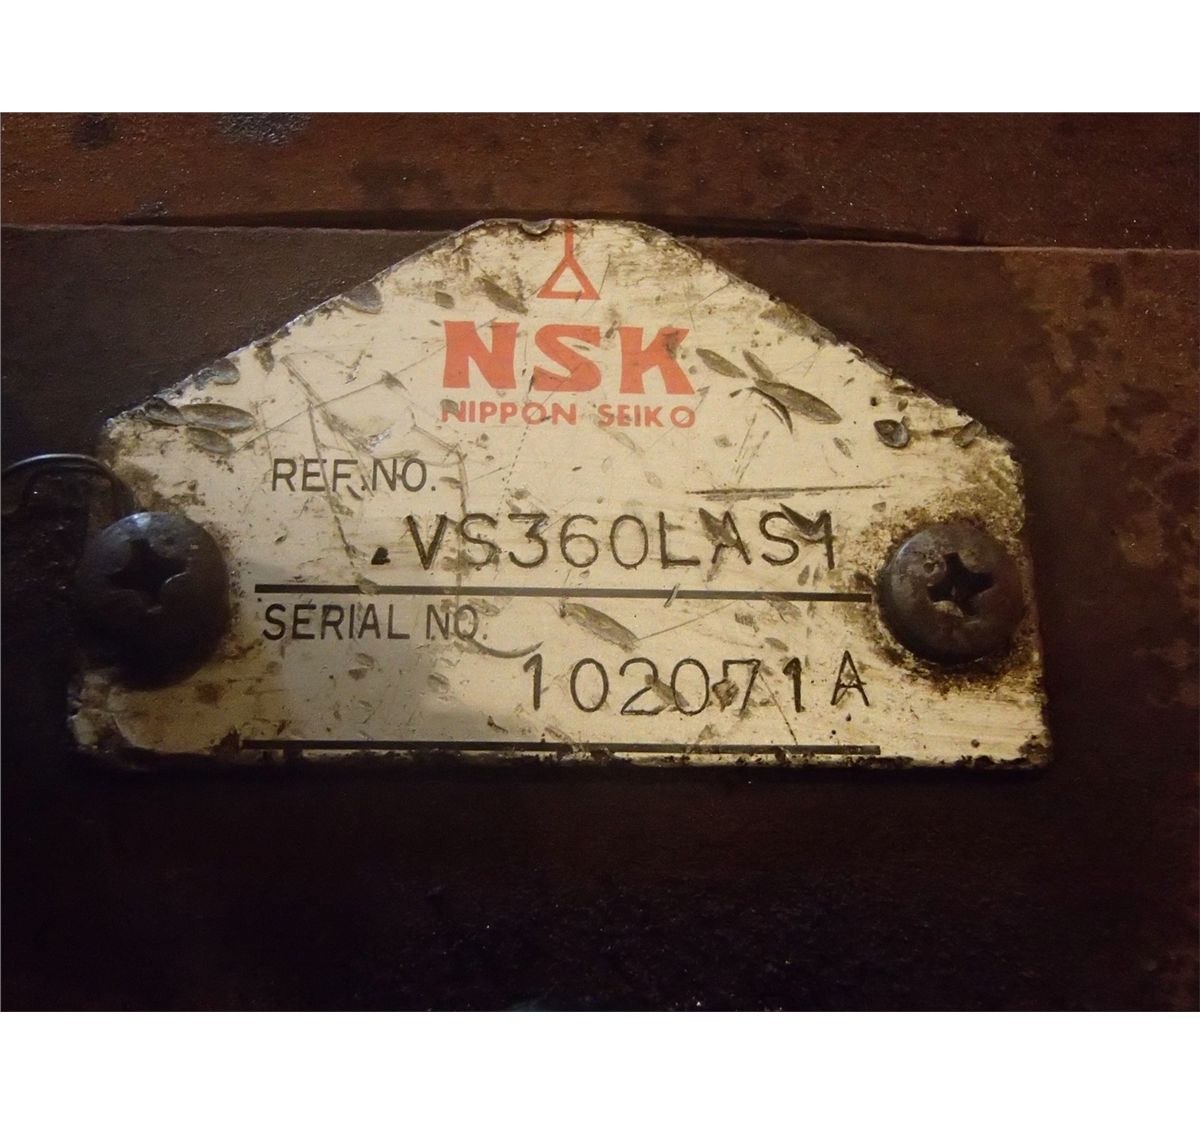 NSK
NIPPON SEIKO
REF. NO.
VS360LAS1
SERIAL NO.
102071A